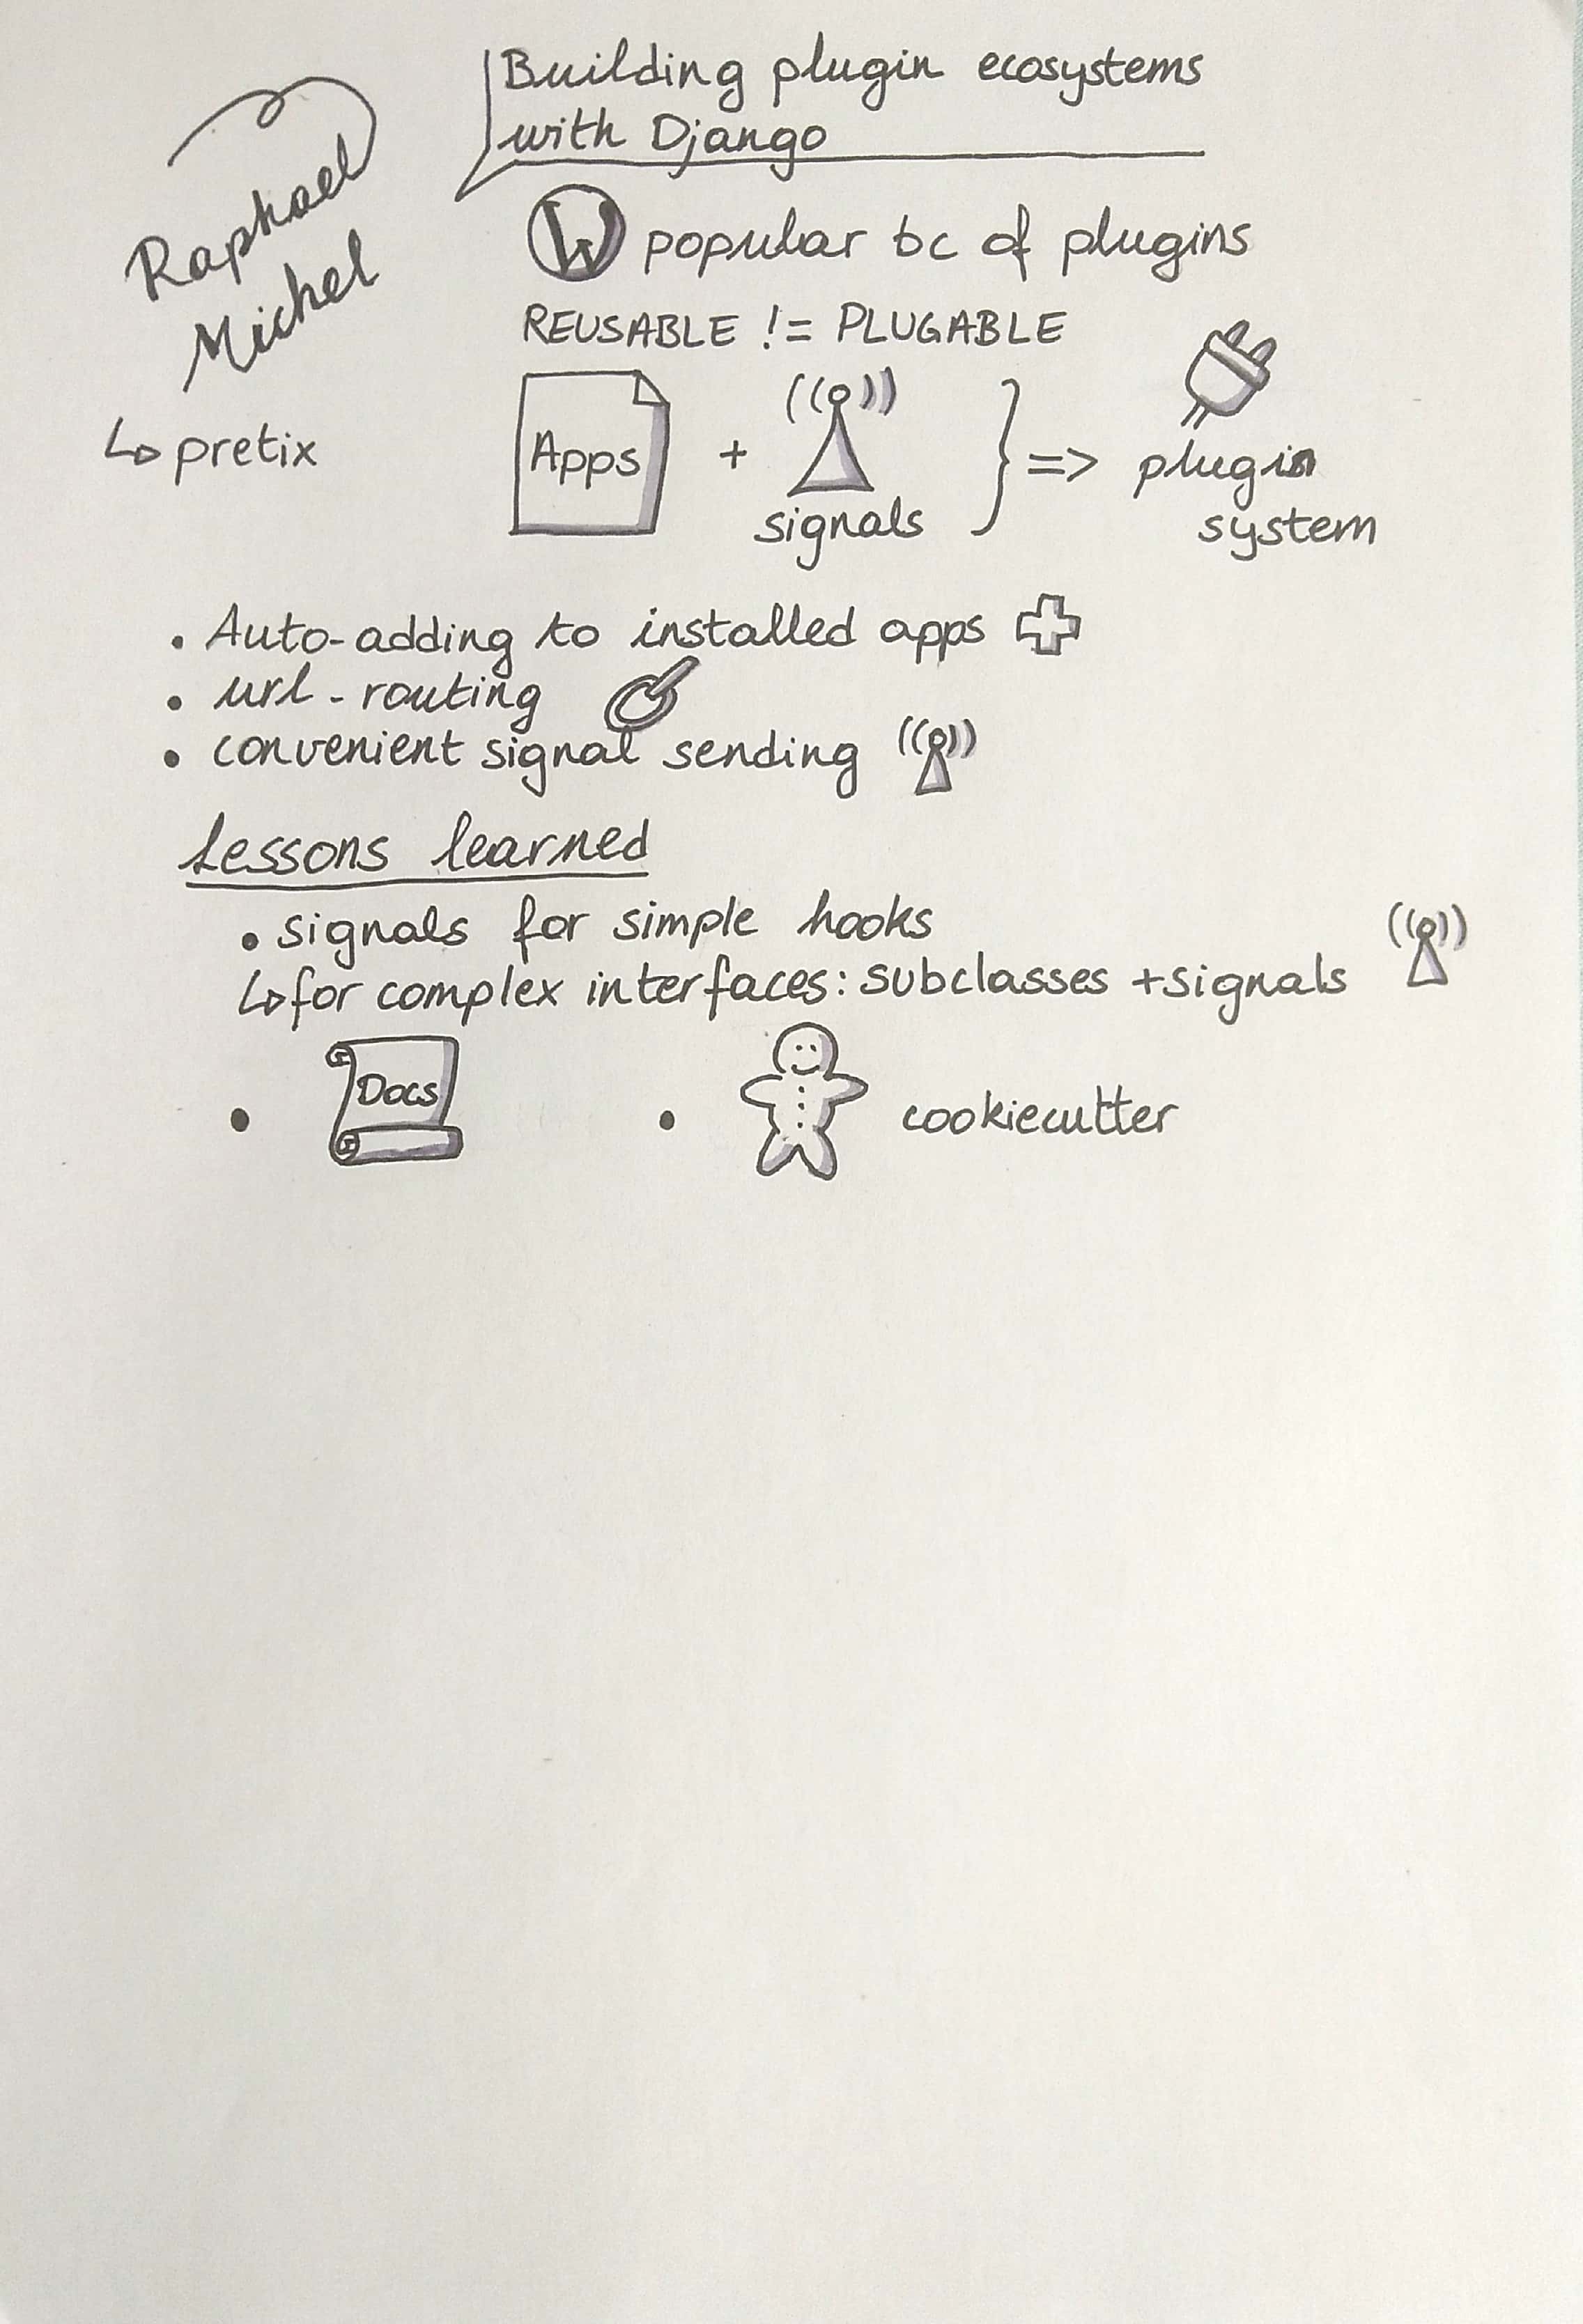 Building plugin ecosystems
with Django
Raphael
Michel
↳ pretix
W popular bc of plugins
REUSABLE != PLUGABLE
Apps + signals } => plugin
system
• Auto-adding to installed apps
• url-routing
• convenient signal sending
Lessons learned
• signals for simple hooks
↳ for complex interfaces: subclasses + signals
• Docs
• cookiecutter